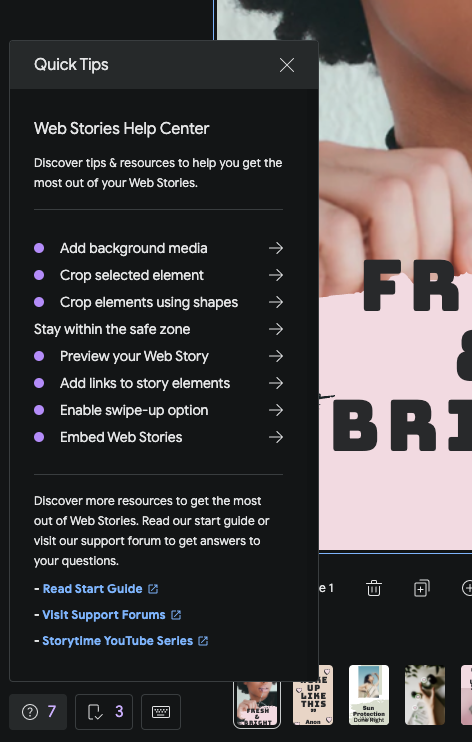 Quick Tips
Web Stories Help Center
Discover tips & resources to help you get the
most out of your Web Stories.
Add background media
Crop selected element
Crop elements using shapes
Stay within the safe zone
Preview your Web Story
Add links to story elements
Enable swipe-up option
Embed Web Stories
Discover more resources to get the most
out of Web Stories. Read our start guide or
visit our support forum to get answers to
your questions.
- Read Start Guide
- Visit Support Forums
- Storytime YouTube Series
7
3
FR
&
BRI
e 1
FRESH
&
BRIGHT
WOKE
UP
LIKE
THIS
"
Anon
Sun
Protection
Done Right